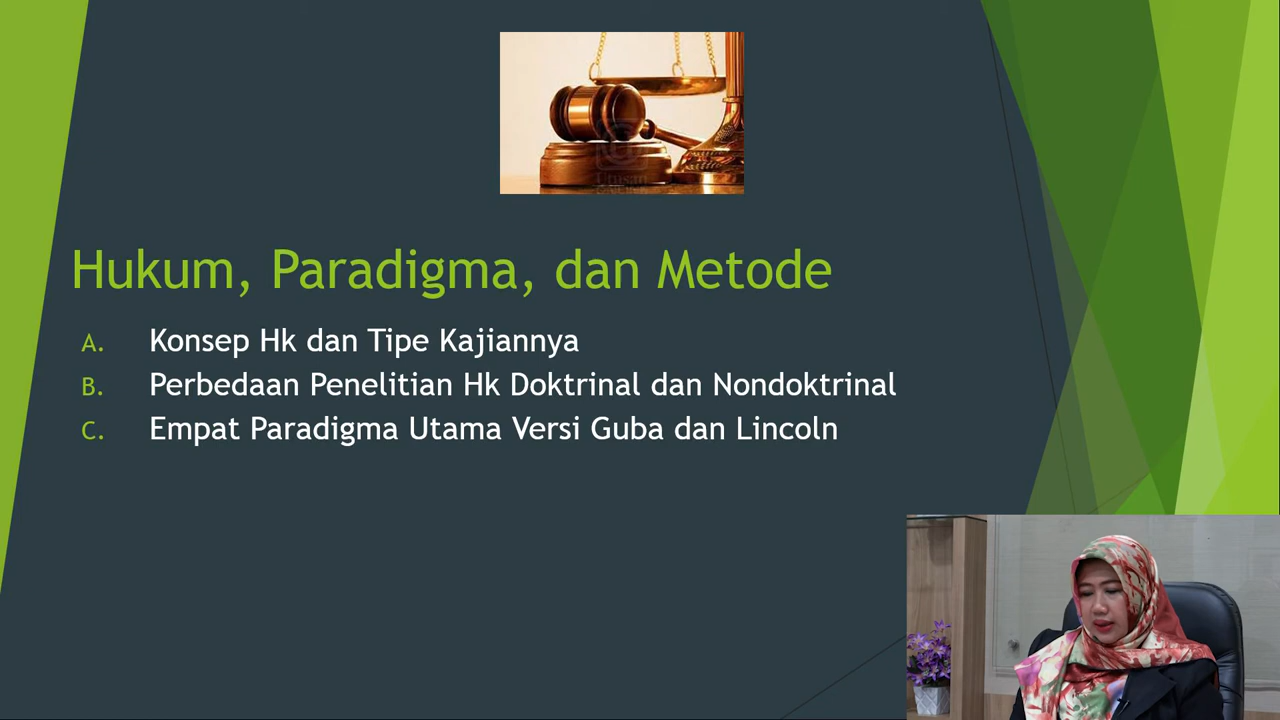 Hukum, Paradigma, dan Metode
A. Konsep Hk dan Tipe Kajiannya
B. Perbedaan Penelitian Hk Doktrinal dan Nondoktrinal
C. Empat Paradigma Utama Versi Guba dan Lincoln